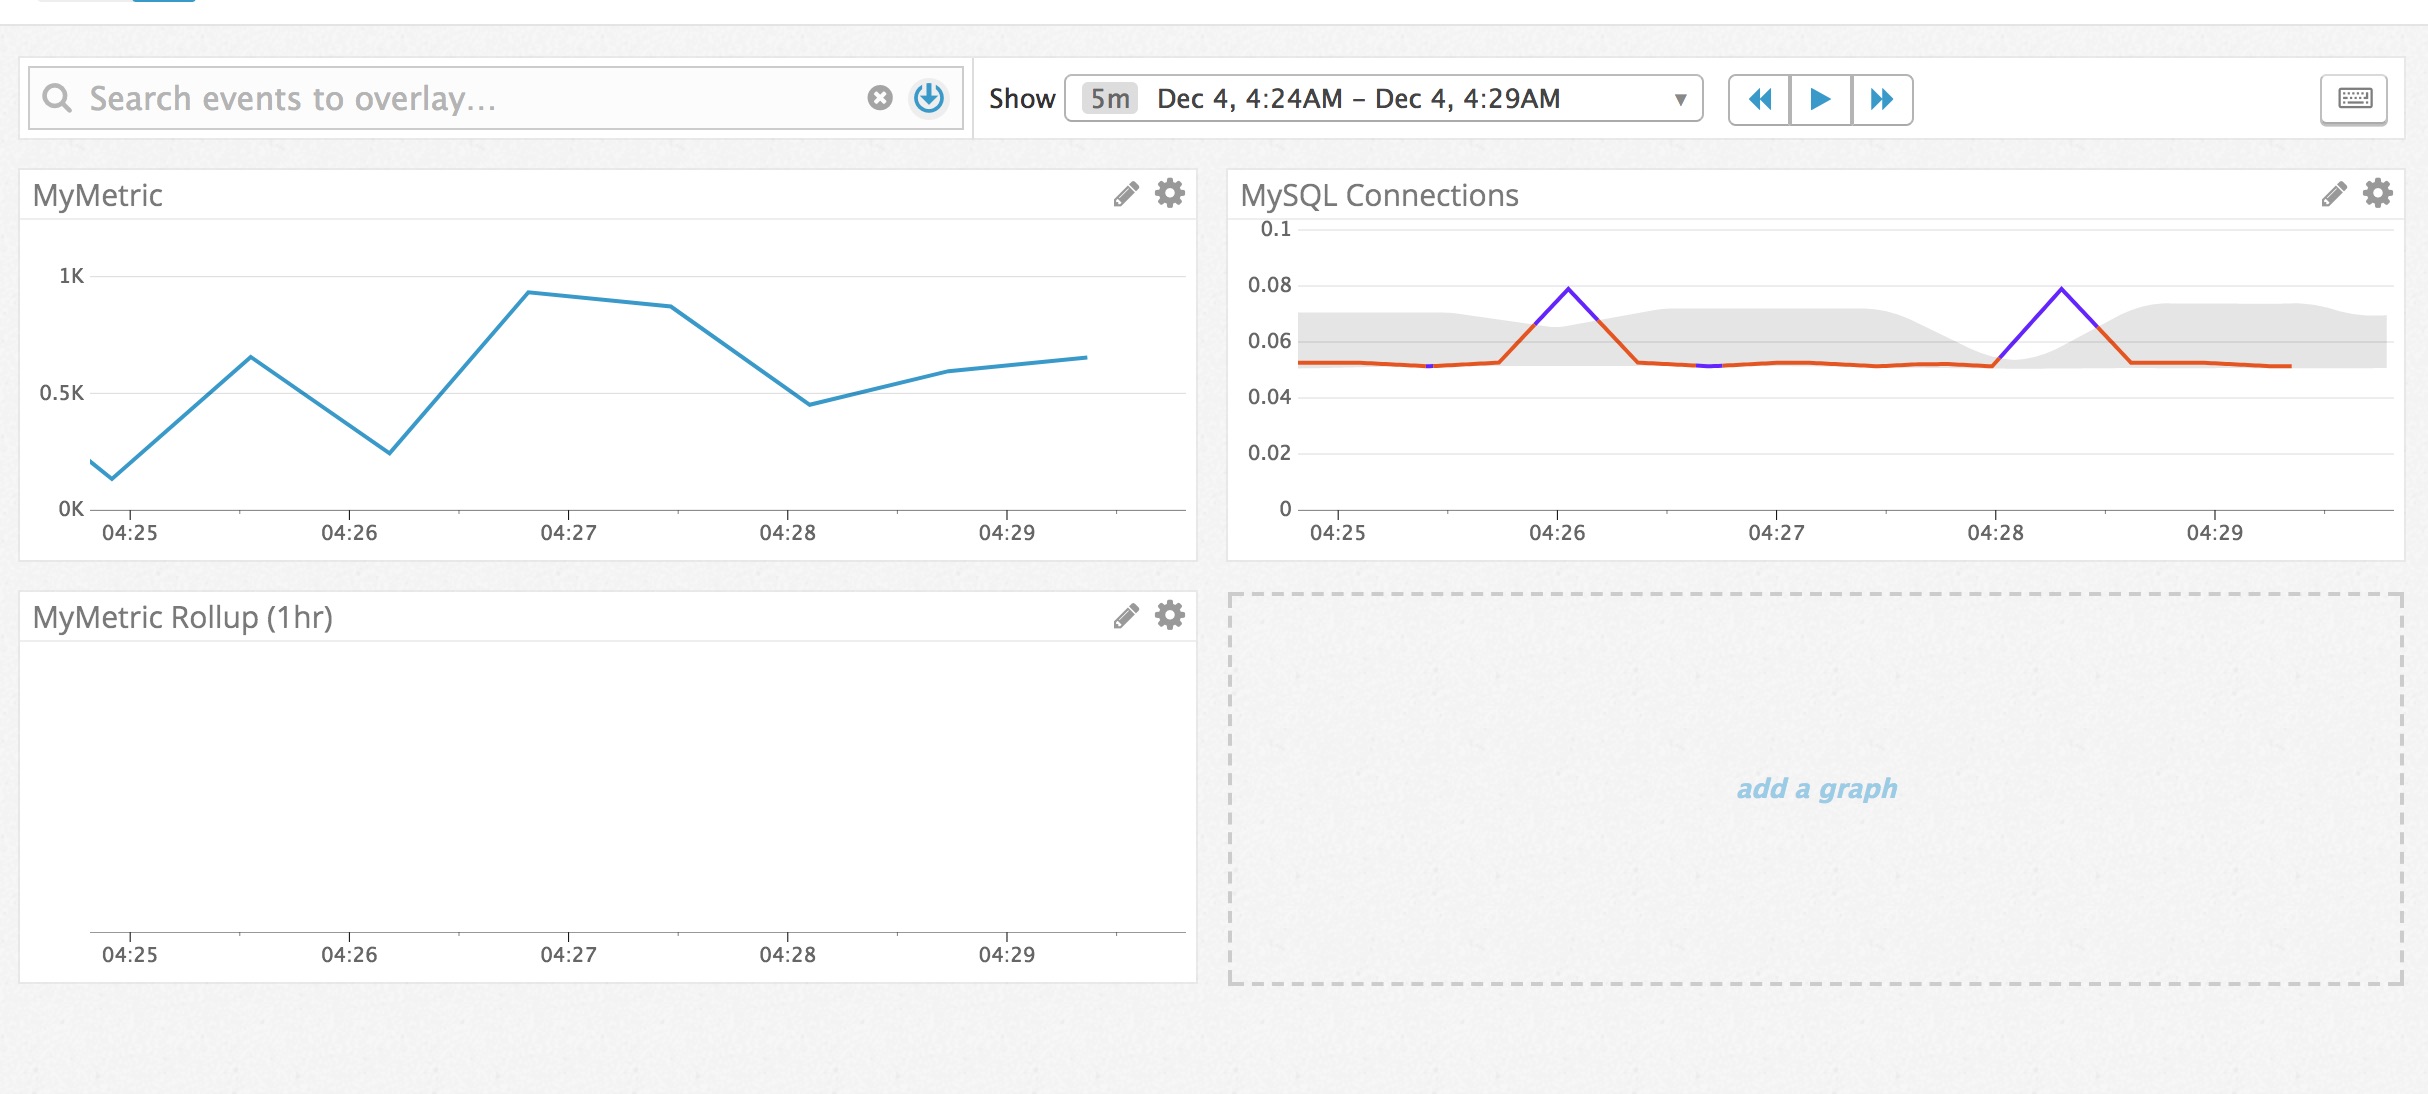 Search events to overlay...
Show 5m Dec 4, 4:24AM – Dec 4, 4:29AM
MyMetric
1K
0.5K
0K
04:25 04:26 04:27 04:28 04:29
MySQL Connections
0.1
0.08
0.06
0.04
0.02
0
04:25 04:26 04:27 04:28 04:29
MyMetric Rollup (1hr)
04:25 04:26 04:27 04:28 04:29
add a graph